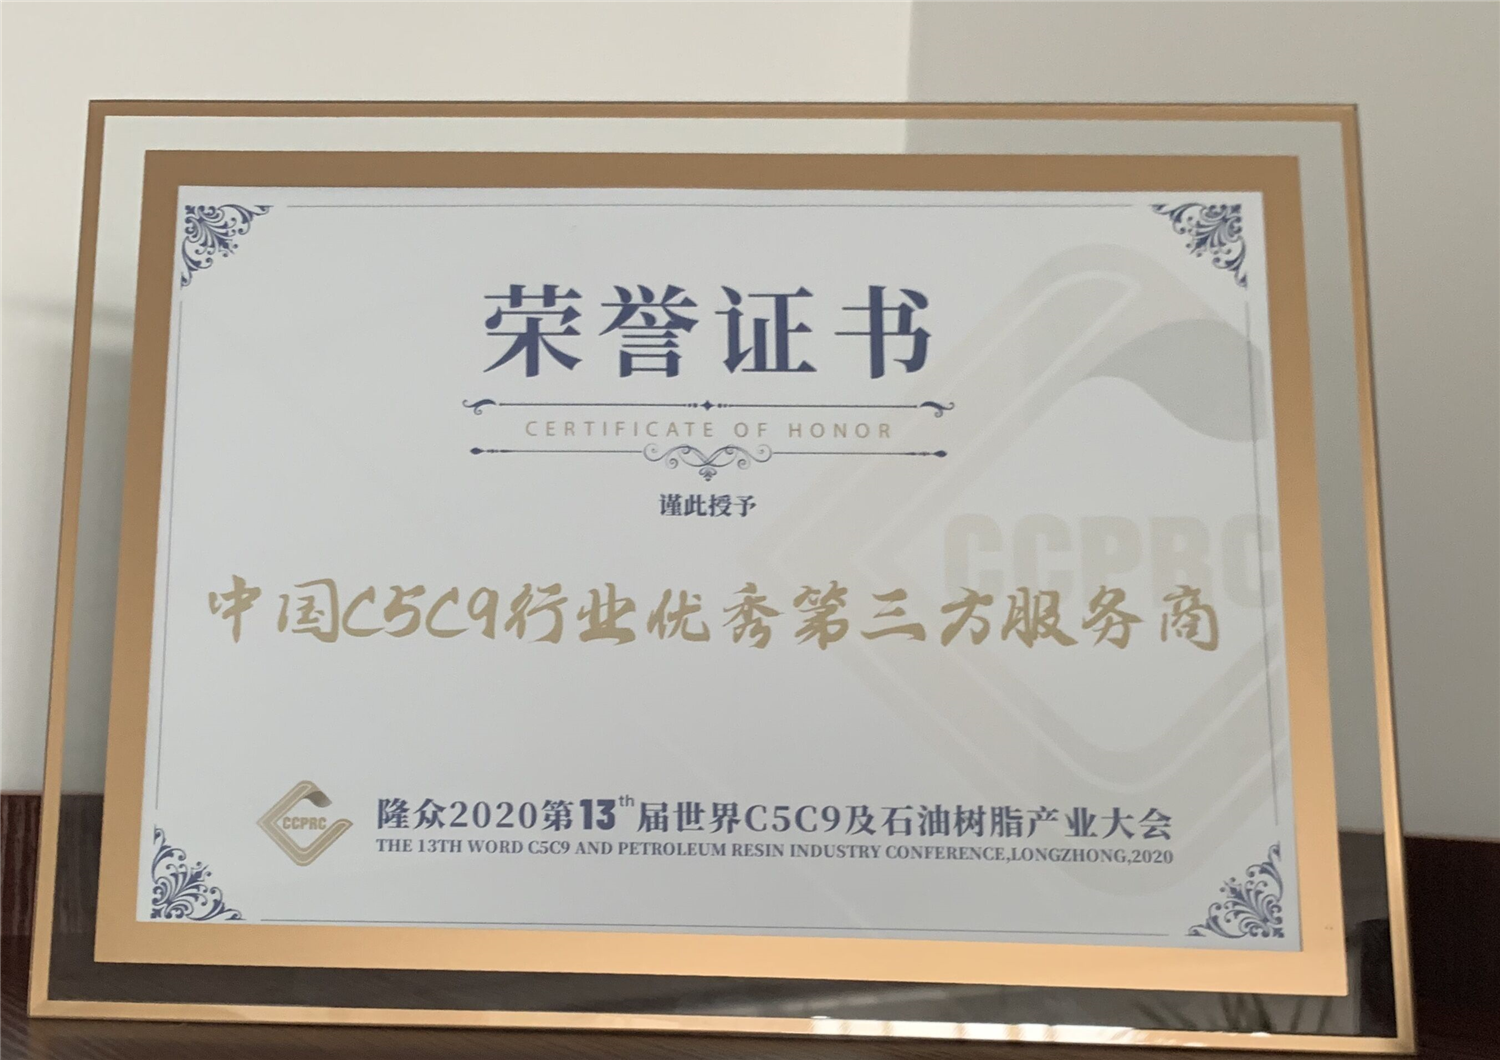 荣誉证书
CERTIFICATE OF HONOR
谨此授予
中国C5C9行业优秀第三方服务商
CCPRC
CCPRC
隆众2020第13th届世界C5C9及石油树脂产业大会
THE 13TH WORD C5C9 AND PETROLEUM RESIN INDUSTRY CONFERENCE,LONGZHONG,2020